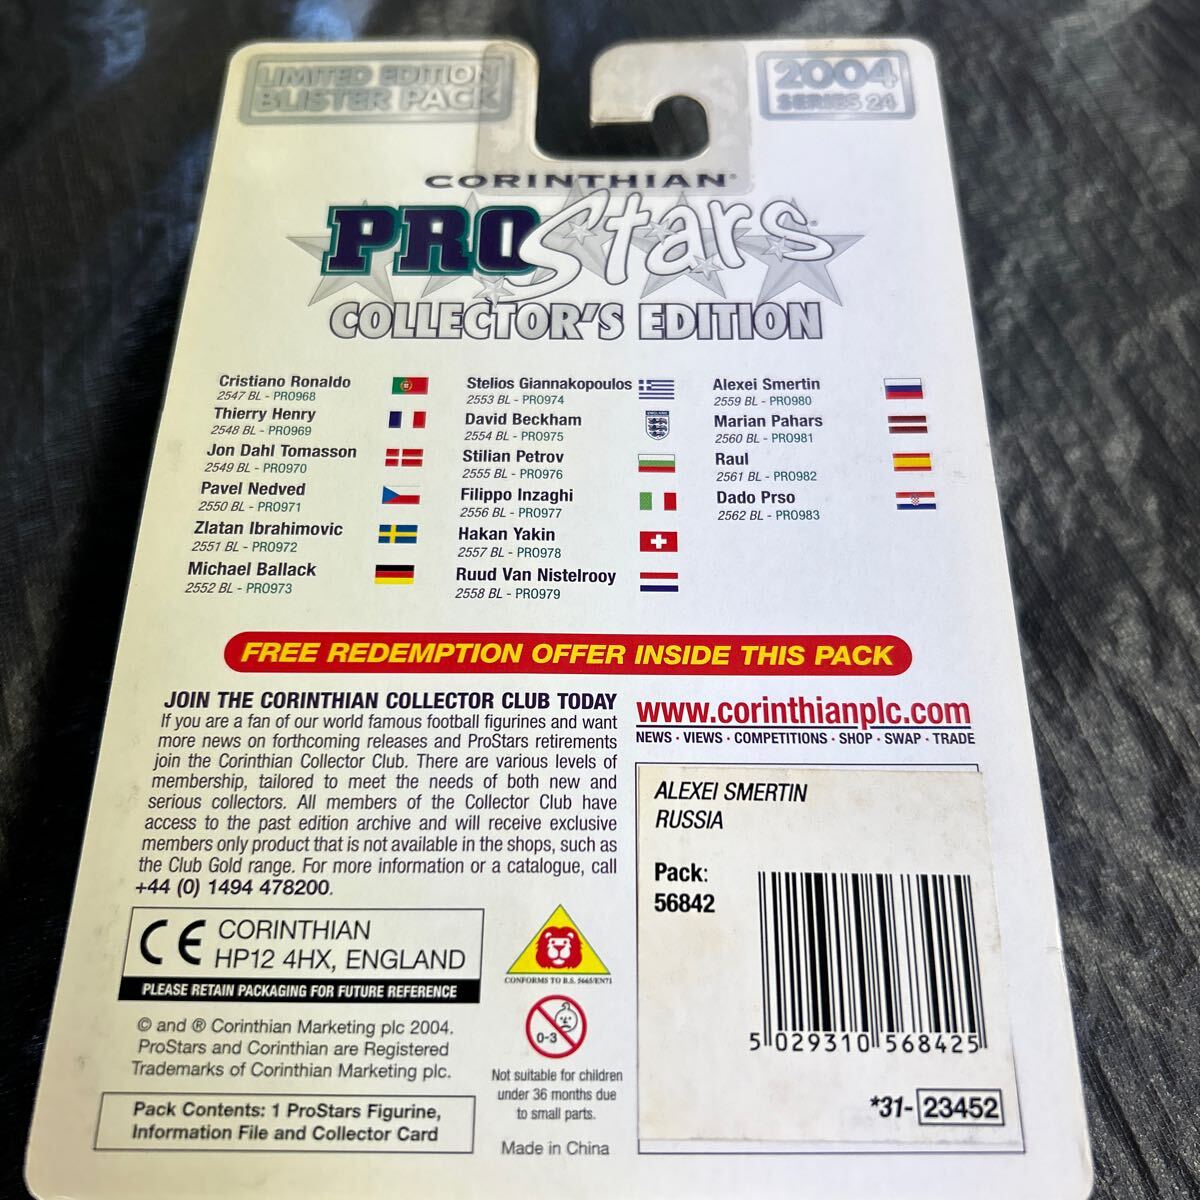 LIMITED EDITION
BLISTER PACK
2004
SERIES 24
CORINTHIAN®
PROStars®
COLLECTOR'S EDITION
Cristiano Ronaldo
2547 BL - PRO968
Thierry Henry
2548 BL - PRO969
Jon Dahl Tomasson
2549 BL - PRO970
Pavel Nedved
2550 BL - PRO971
Zlatan Ibrahimovic
2551 BL - PRO972
Michael Ballack
2552 BL - PRO973
Stelios Giannakopoulos
2553 BL - PRO974
David Beckham
2554 BL - PRO975
ENGLAND
Stilian Petrov
2555 BL - PRO976
Filippo Inzaghi
2556 BL - PRO977
Hakan Yakin
2557 BL - PRO978
Ruud Van Nistelrooy
2558 BL - PRO979
Alexei Smertin
2559 BL - PRO980
Marian Pahars
2560 BL - PRO981
Raul
2561 BL - PRO982
Dado Prso
2562 BL - PRO983
FREE REDEMPTION OFFER INSIDE THIS PACK
JOIN THE CORINTHIAN COLLECTOR CLUB TODAY
If you are a fan of our world famous football figurines and want
more news on forthcoming releases and ProStars retirements
join the Corinthian Collector Club. There are various levels of
membership, tailored to meet the needs of both new and
serious collectors. All members of the Collector Club have
access to the past edition archive and will receive exclusive
members only product that is not available in the shops, such as
the Club Gold range. For more information or a catalogue, call
+44 (0) 1494 478200.
www.corinthianplc.com
NEWS · VIEWS · COMPETITIONS · SHOP · SWAP · TRADE
ALEXEI SMERTIN
RUSSIA
Pack:
56842
5 029310 568425
*31- 23452
CE CORINTHIAN
HP12 4HX, ENGLAND
PLEASE RETAIN PACKAGING FOR FUTURE REFERENCE
© and ® Corinthian Marketing plc 2004.
ProStars and Corinthian are Registered
Trademarks of Corinthian Marketing plc.
Pack Contents: 1 ProStars Figurine,
Information File and Collector Card
CONFORMS TO B.S. 5665/EN71
0-3
Not suitable for children
under 36 months due
to small parts.
Made in China